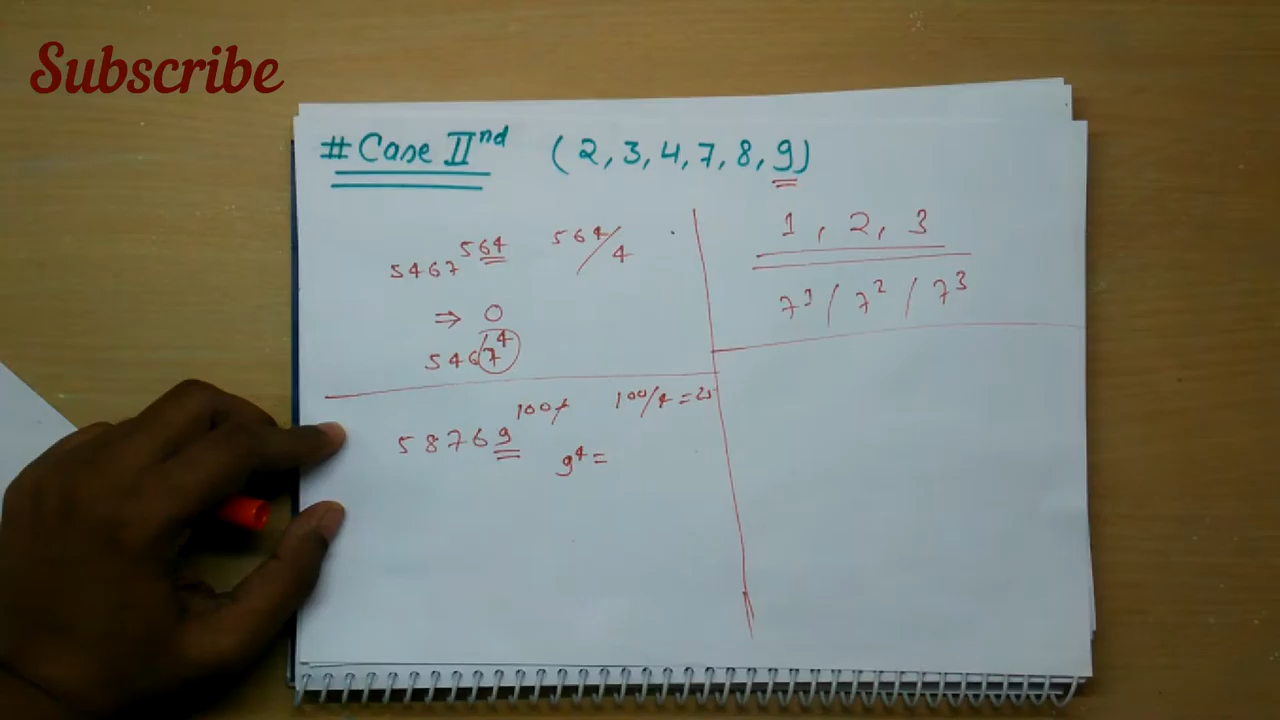 Subscribe
# Case IInd (2, 3, 4, 7, 8, 9)
5467^564 564/4
⇒ 0
5467^4
1, 2, 3
7^1 / 7^2 / 7^3
58769^100 100/4 = 25
9^4 =